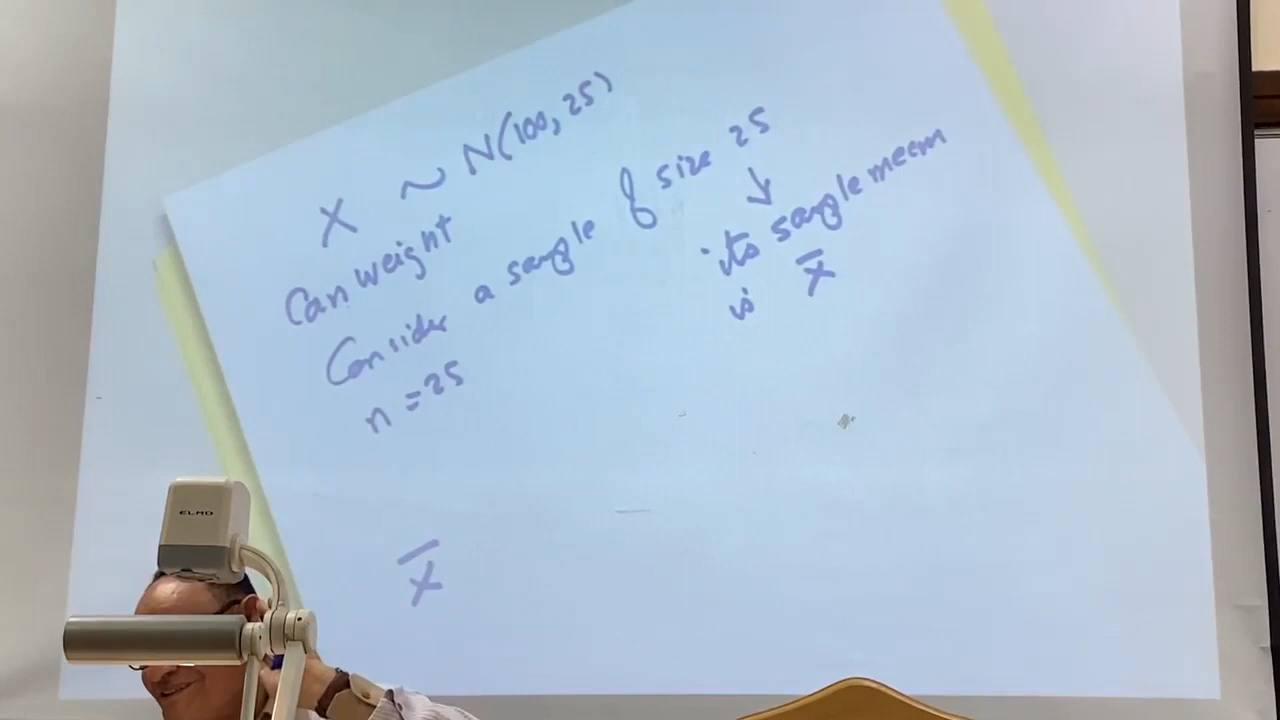 X ~ N(100, 25)
Can weight
Consider a sample of size 25
↓
its sample mean
is x̄
n = 25
x̄
ELMO